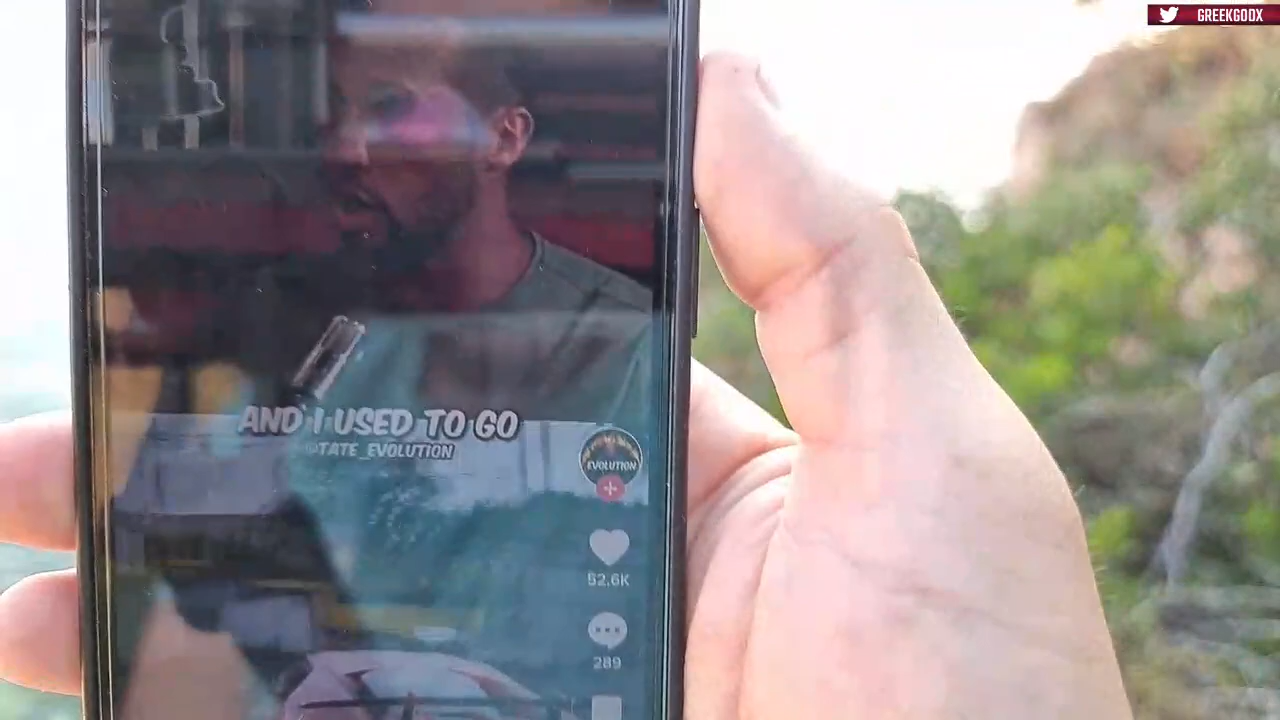 GREEKGODX
AND I USED TO GO
@TATE_EVOLUTION
EVOLUTION
52.6K
289